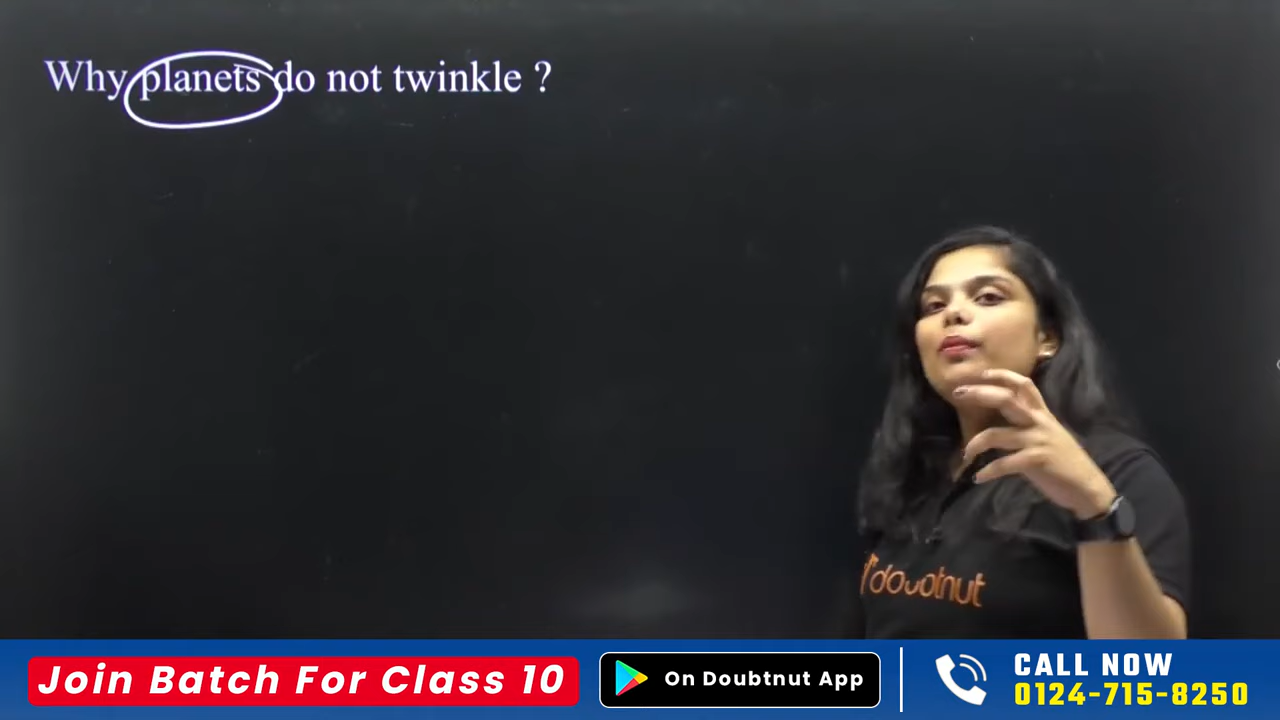 Why planets do not twinkle ?
doubtnut
Join Batch For Class 10
On Doubtnut App
CALL NOW
0124-715-8250